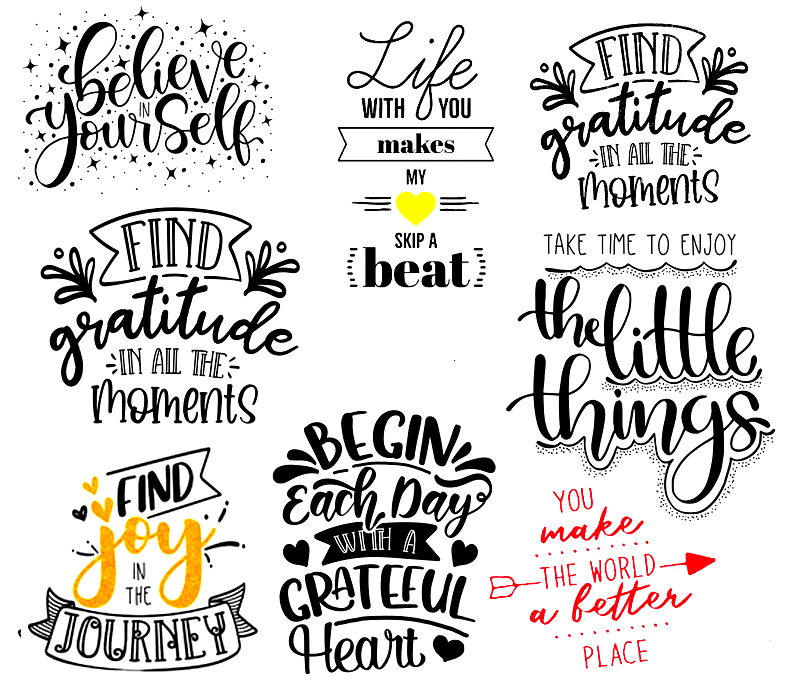 believe
IN
yourself
Life
WITH YOU
makes
MY
SKIP A
beat
FIND
gratitude
IN ALL THE
moments
FIND
gratitude
IN ALL THE
moments
TAKE TIME TO ENJOY
the little
things
FIND
joy
IN
THE
JOURNEY
BEGIN
Each Day
WITH A
GRATEFUL
Heart
YOU
make
THE WORLD
a better
PLACE